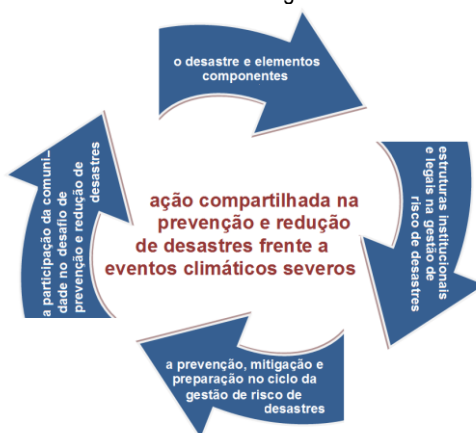 o desastre e elementos
componentes
estruturas institucionais
e legais na gestão de
risco de desastres
ação compartilhada na
prevenção e redução
de desastres frente a
eventos climáticos severos
a participação da comuni_
dade no desafio de
prevenção e redução de
desastres
a prevenção, mitigação e
preparação no ciclo da
gestão de risco de
desastres